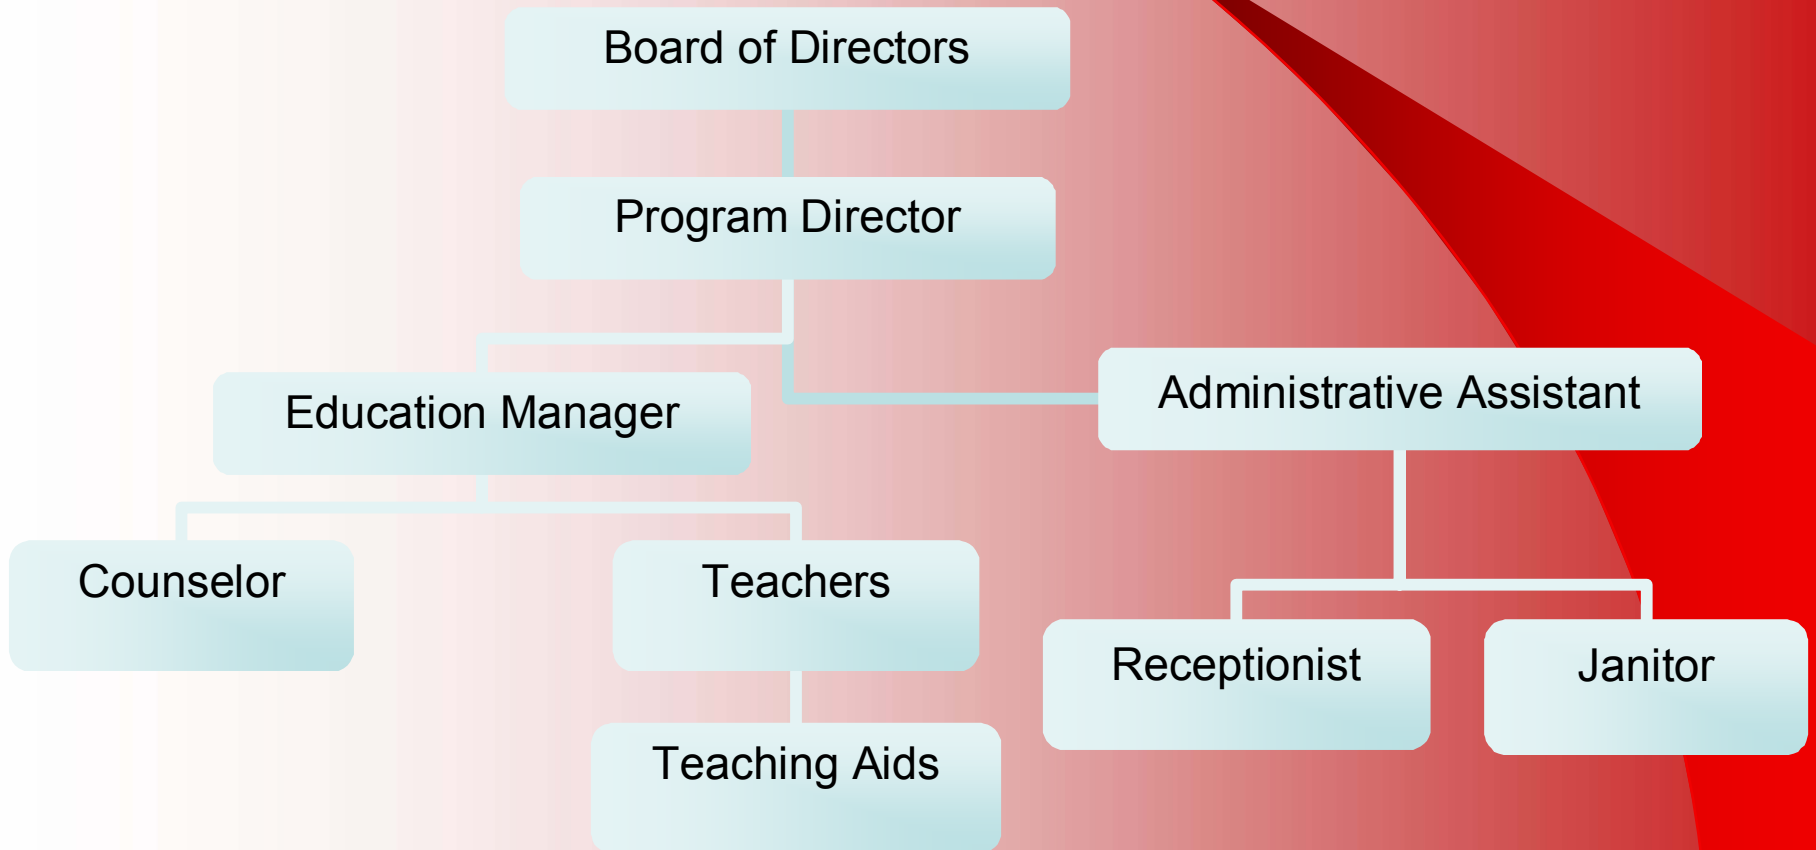 Board of Directors
Program Director
Education Manager
Administrative Assistant
Counselor
Teachers
Receptionist
Janitor
Teaching Aids